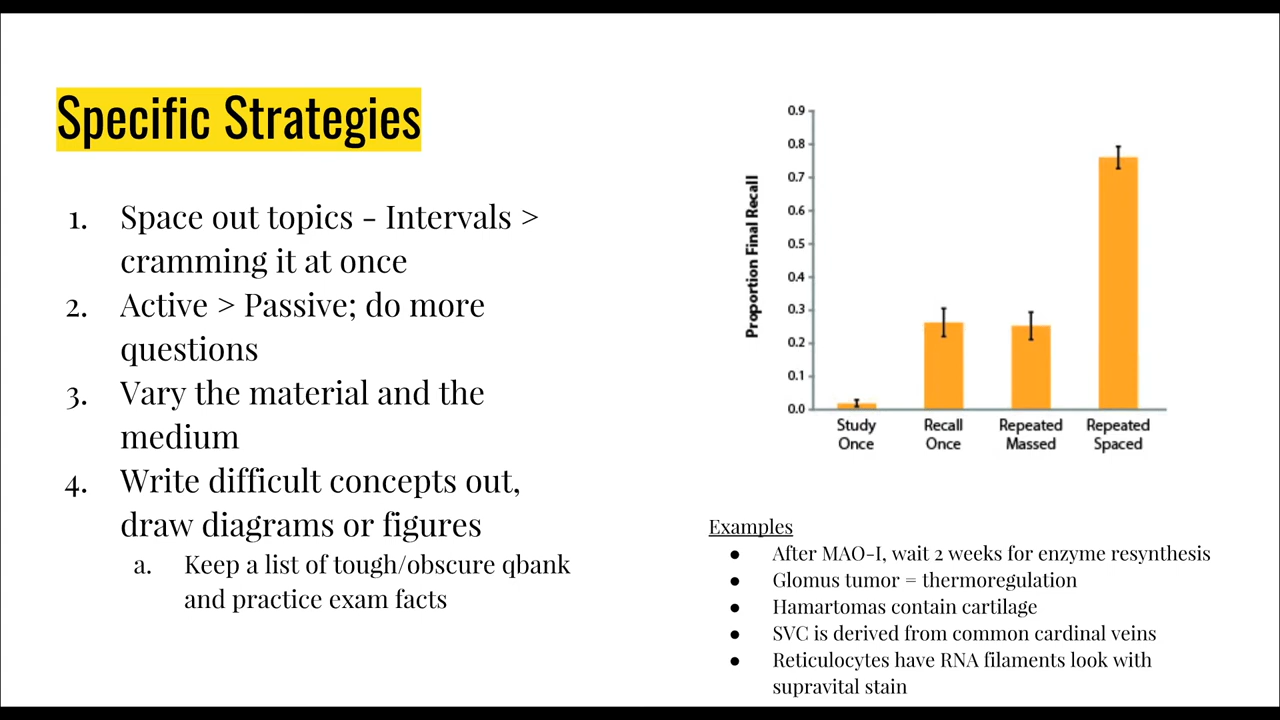 Specific Strategies
1. Space out topics - Intervals >
cramming it at once
2. Active > Passive; do more
questions
3. Vary the material and the
medium
4. Write difficult concepts out,
draw diagrams or figures
a. Keep a list of tough/obscure qbank
and practice exam facts
Proportion Final Recall
0.9
0.8
0.7
0.6
0.5
0.4
0.3
0.2
0.1
0.0
Study Once
Recall Once
Repeated Massed
Repeated Spaced
Examples
● After MAO-I, wait 2 weeks for enzyme resynthesis
● Glomus tumor = thermoregulation
● Hamartomas contain cartilage
● SVC is derived from common cardinal veins
● Reticulocytes have RNA filaments look with
supravital stain